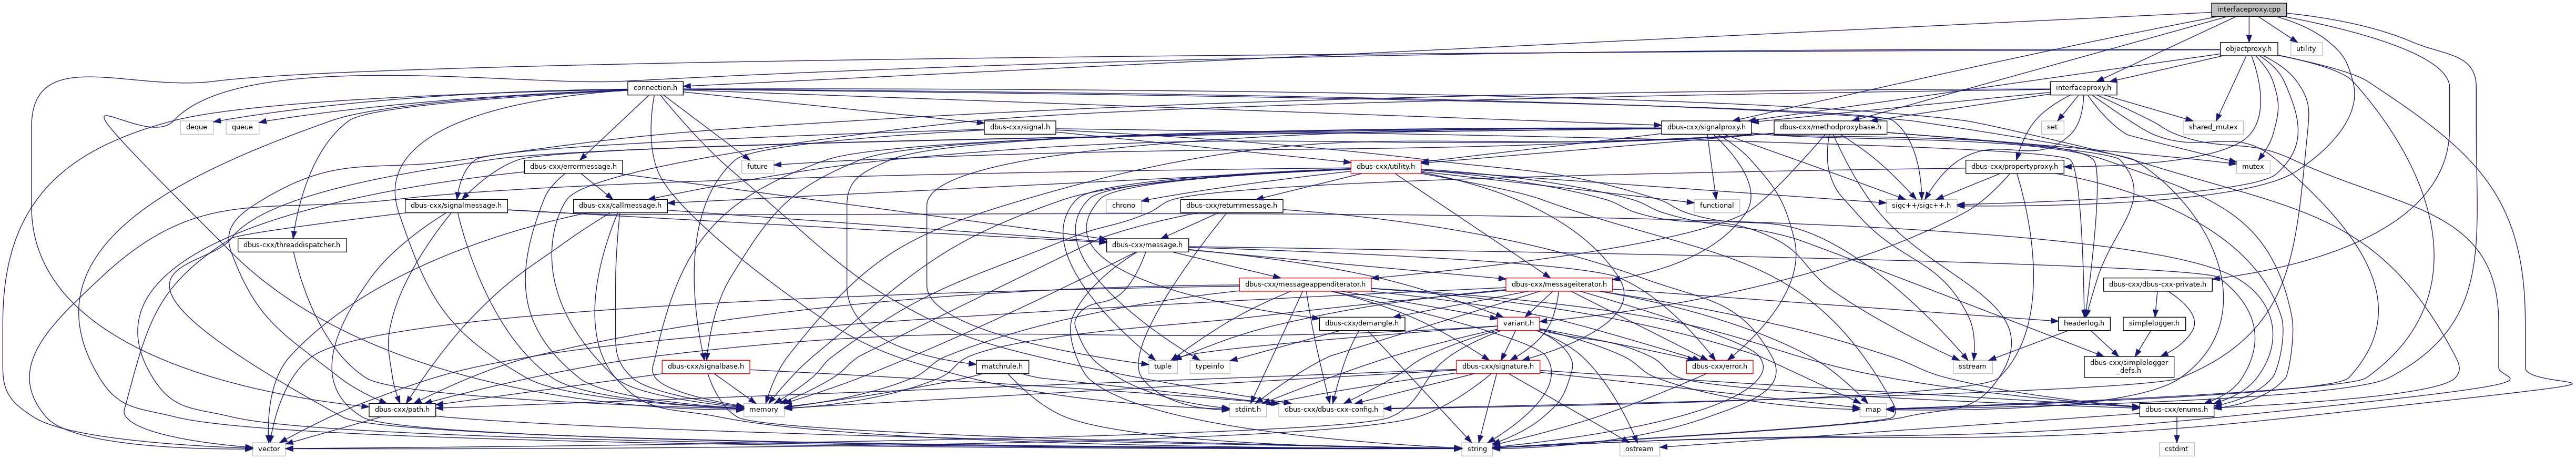 interfaceproxy.cpp
objectproxy.h
utility
connection.h
interfaceproxy.h
deque
queue
dbus-cxx/signal.h
dbus-cxx/signalproxy.h
dbus-cxx/methodproxybase.h
set
shared_mutex
dbus-cxx/errormessage.h
future
dbus-cxx/utility.h
dbus-cxx/propertyproxy.h
mutex
dbus-cxx/signalmessage.h
dbus-cxx/callmessage.h
chrono
dbus-cxx/returnmessage.h
functional
sigc++/sigc++.h
dbus-cxx/threaddispatcher.h
dbus-cxx/message.h
dbus-cxx/messageappenditerator.h
dbus-cxx/messageiterator.h
dbus-cxx/dbus-cxx-private.h
dbus-cxx/demangle.h
variant.h
headerlog.h
simplelogger.h
dbus-cxx/signalbase.h
matchrule.h
tuple
typeinfo
dbus-cxx/signature.h
dbus-cxx/error.h
sstream
dbus-cxx/simplelogger
_defs.h
dbus-cxx/path.h
memory
stdint.h
dbus-cxx/dbus-cxx-config.h
map
dbus-cxx/enums.h
vector
string
ostream
cstdint